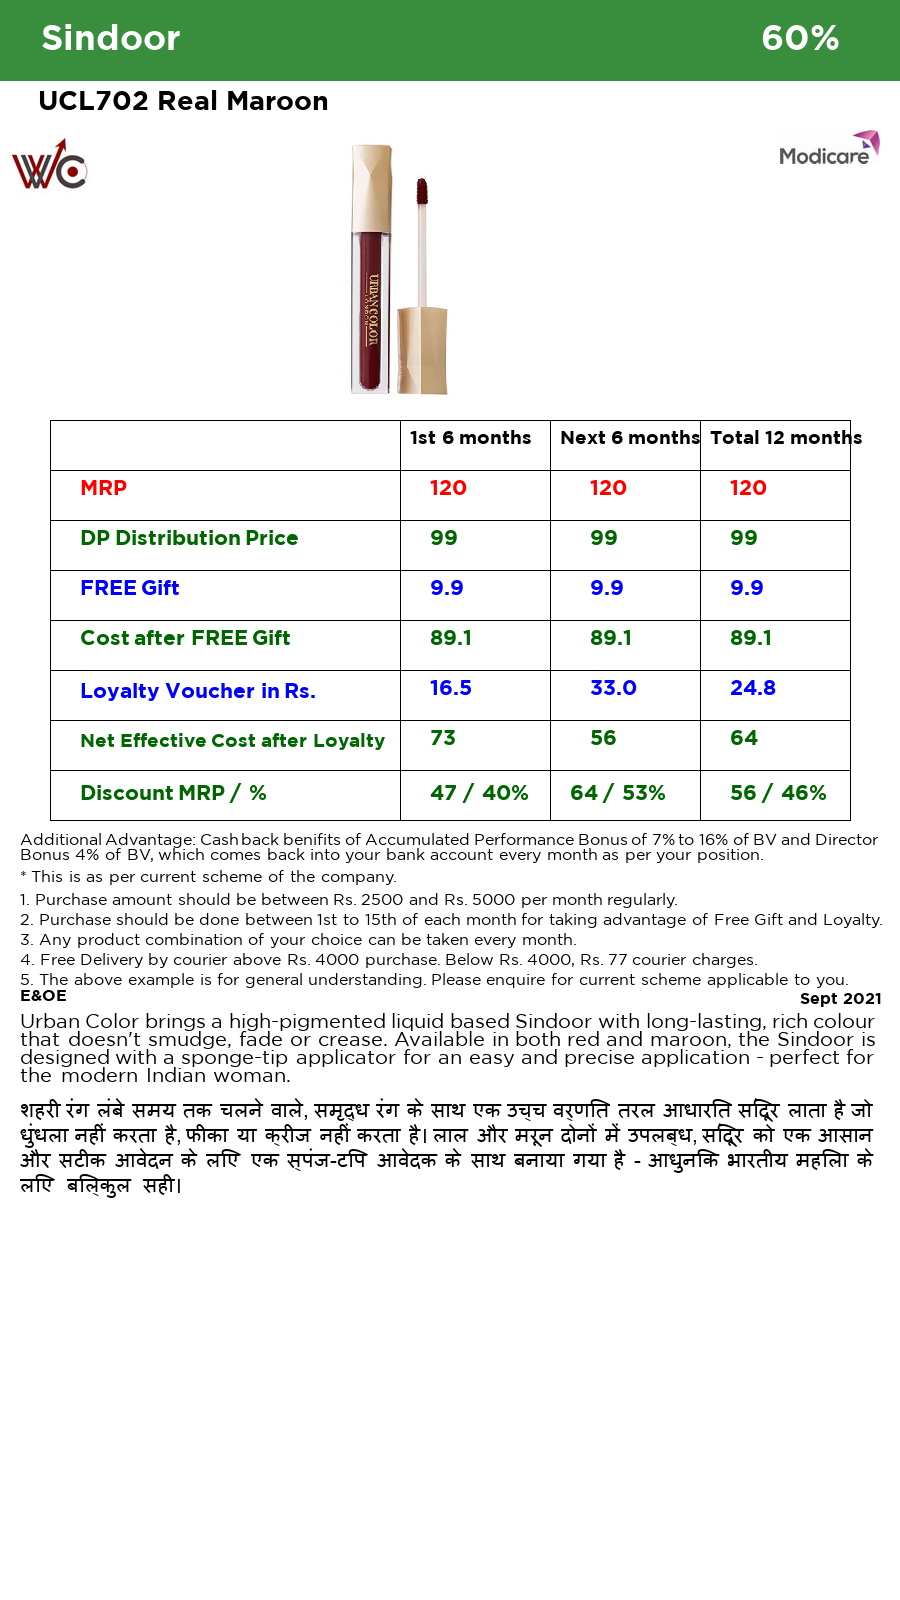 Sindoor 60%
UCL702 Real Maroon
WC
Modicare
URBAN COLOR
LONDON
1st 6 months Next 6 months Total 12 months
MRP 120 120 120
DP Distribution Price 99 99 99
FREE Gift 9.9 9.9 9.9
Cost after FREE Gift 89.1 89.1 89.1
Loyalty Voucher in Rs. 16.5 33.0 24.8
Net Effective Cost after Loyalty 73 56 64
Discount MRP / % 47 / 40% 64 / 53% 56 / 46%
Additional Advantage: Cashback benifits of Accumulated Performance Bonus of 7% to 16% of BV and Director
Bonus 4% of BV, which comes back into your bank account every month as per your position.
* This is as per current scheme of the company.
1. Purchase amount should be between Rs. 2500 and Rs. 5000 per month regularly.
2. Purchase should be done between 1st to 15th of each month for taking advantage of Free Gift and Loyalty.
3. Any product combination of your choice can be taken every month.
4. Free Delivery by courier above Rs. 4000 purchase. Below Rs. 4000, Rs. 77 courier charges.
5. The above example is for general understanding. Please enquire for current scheme applicable to you.
E&OE Sept 2021
Urban Color brings a high-pigmented liquid based Sindoor with long-lasting, rich colour
that doesn't smudge, fade or crease. Available in both red and maroon, the Sindoor is
designed with a sponge-tip applicator for an easy and precise application - perfect for
the modern Indian woman.
शहरी रंग लंबे समय तक चलने वाले, समृद्ध रंग के साथ एक उच्च वर्णित तरल आधारित सिंदूर लाता है जो
धुंधला नहीं करता है, फीका या क्रीज नहीं करता है। लाल और मरून दोनों में उपलब्ध, सिंदूर को एक आसान
और सटीक आवेदन के लिए एक स्पंज-टिप आवेदक के साथ बनाया गया है - आधुनिक भारतीय महिला के
लिए बिल्कुल सही।